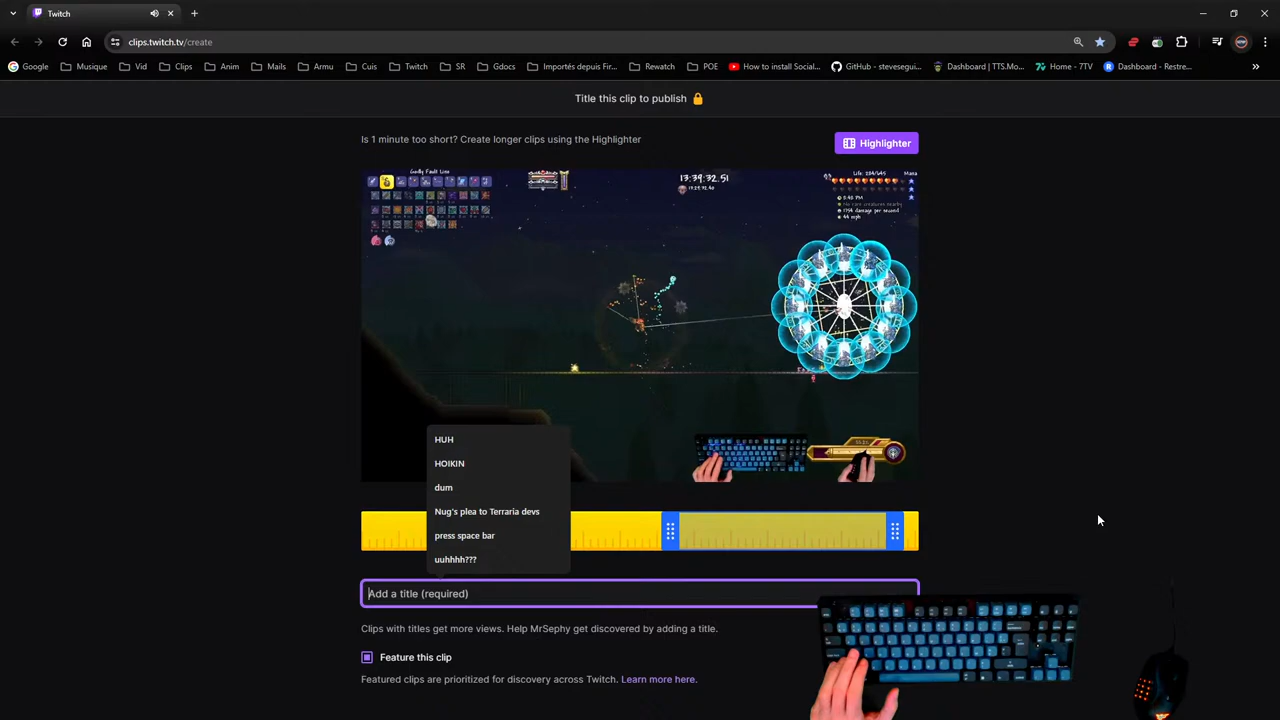 Twitch
clips.twitch.tv/create
Google
Musique
Vid
Clips
Anim
Mails
Armu
Cuis
Twitch
SR
Gdocs
Importés depuis Fir...
Rewatch
POE
How to install Social...
GitHub - stevesegui...
Dashboard | TTS.Mo...
Home - 7TV
Dashboard - Restre...
Title this clip to publish
Is 1 minute too short? Create longer clips using the Highlighter
Highlighter
13:39:32.51
Mana
44 mph
HUH
HOIKIN
dum
Nug's plea to Terraria devs
press space bar
uuhhhh???
Add a title (required)
Clips with titles get more views. Help MrSephy get discovered by adding a title.
Feature this clip
Featured clips are prioritized for discovery across Twitch. Learn more here.